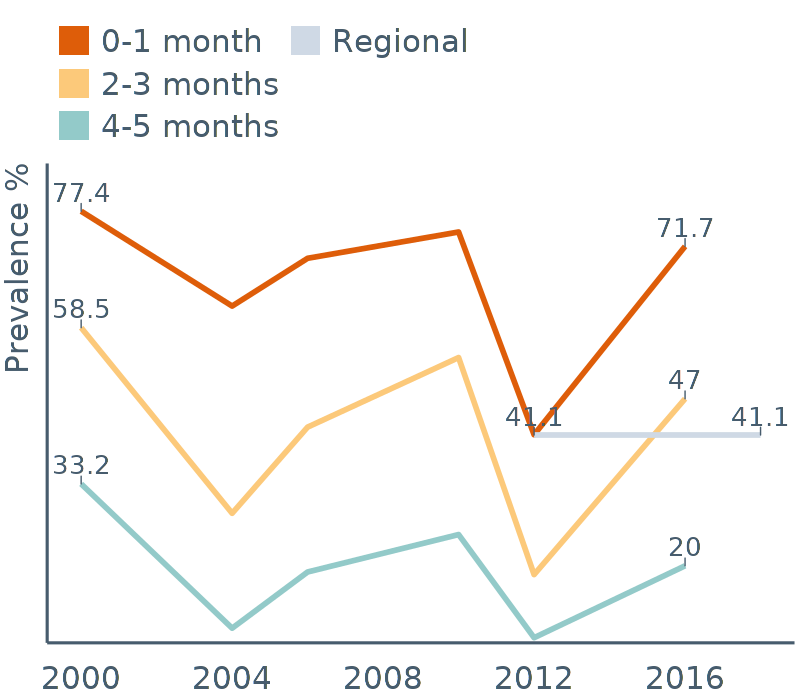 0-1 month
Regional
2-3 months
4-5 months
Prevalence %
77.4
71.7
58.5
47
41.1
41.1
33.2
20
2000 2004 2008 2012 2016